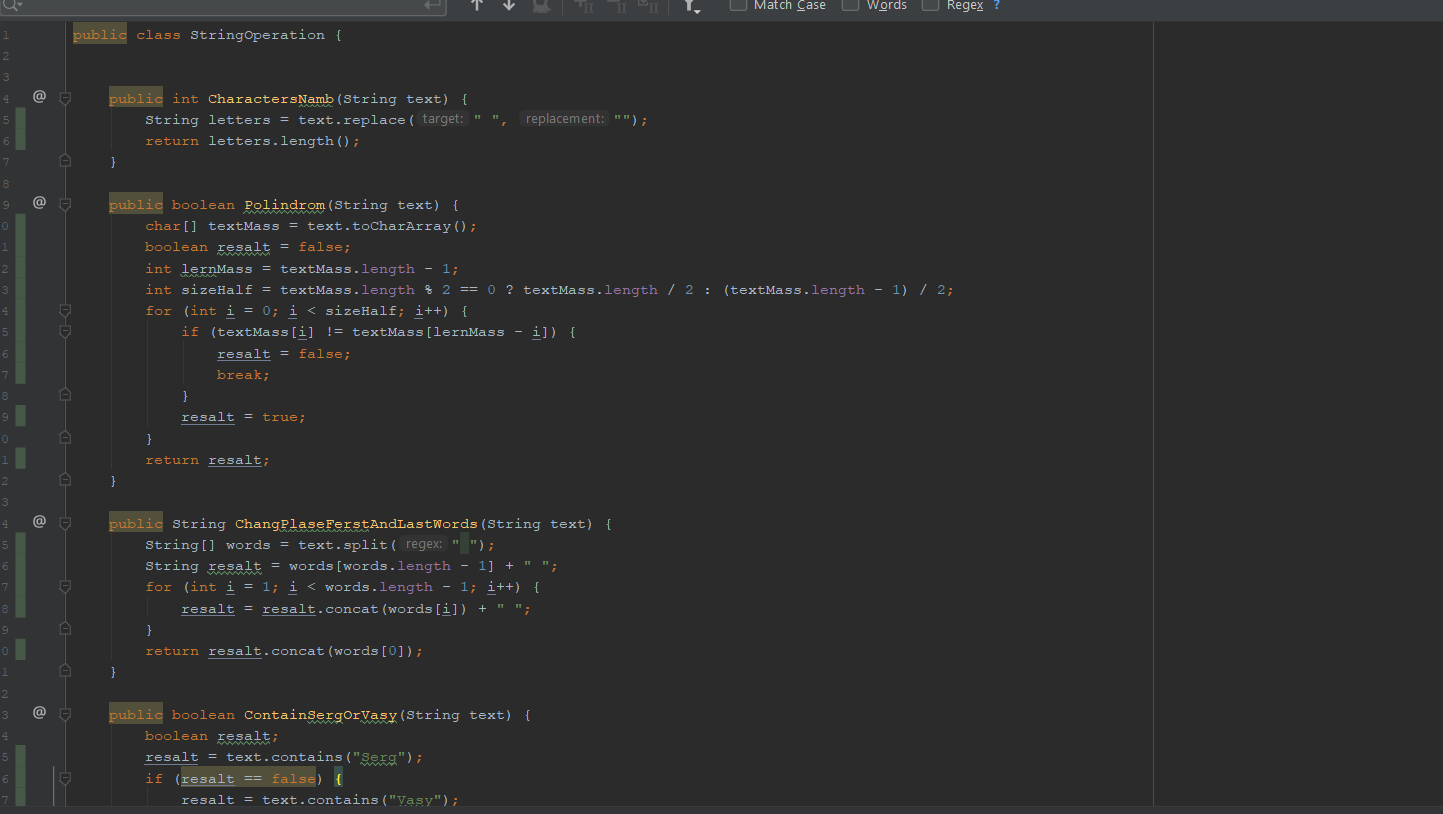 Match Case Words Regex ?
1 public class StringOperation {
2
3
4 @ public int CharactersNamb(String text) {
5 String letters = text.replace( target: " ", replacement: "");
6 return letters.length();
7 }
8
9 @ public boolean Polindrom(String text) {
0 char[] textMass = text.toCharArray();
1 boolean resalt = false;
2 int lernMass = textMass.length - 1;
3 int sizeHalf = textMass.length % 2 == 0 ? textMass.length / 2 : (textMass.length - 1) / 2;
4 for (int i = 0; i < sizeHalf; i++) {
5 if (textMass[i] != textMass[lernMass - i]) {
6 resalt = false;
7 break;
8 }
9 resalt = true;
0 }
1 return resalt;
2 }
3
4 @ public String ChangPlaseFerstAndLastWords(String text) {
5 String[] words = text.split( regex: " ");
6 String resalt = words[words.length - 1] + " ";
7 for (int i = 1; i < words.length - 1; i++) {
8 resalt = resalt.concat(words[i]) + " ";
9 }
0 return resalt.concat(words[0]);
1 }
2
3 @ public boolean ContainSergOrVasy(String text) {
4 boolean resalt;
5 resalt = text.contains("Serg");
6 if (resalt == false) {
7 resalt = text.contains("Vasy");